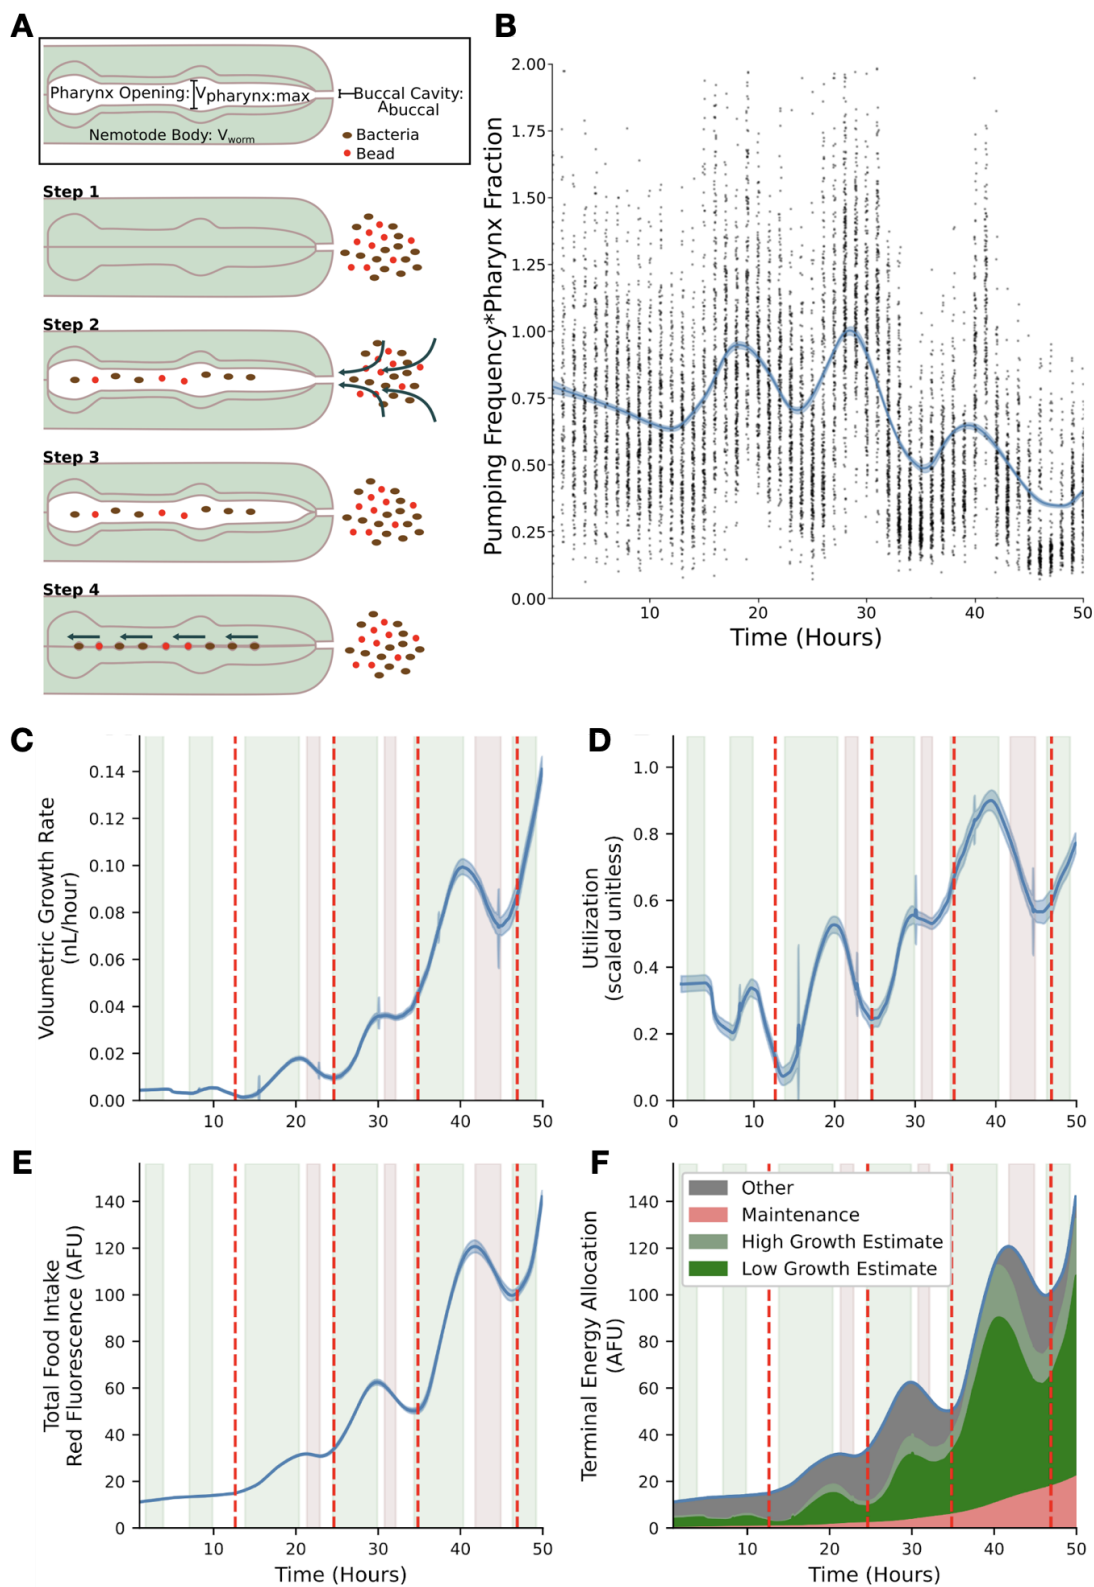 A
Pharynx Opening: Vpharynx:max
Buccal Cavity:
Abuccal
Nemotode Body: Vworm
Bacteria
Bead
Step 1
Step 2
Step 3
Step 4
B
Pumping Frequency*Pharynx Fraction
2.00
1.75
1.50
1.25
1.00
0.75
0.50
0.25
0.00
10 20 30 40 50
Time (Hours)
C
Volumetric Growth Rate
(nL/hour)
0.14
0.12
0.10
0.08
0.06
0.04
0.02
0.00
10 20 30 40 50
D
Utilization
(scaled unitless)
1.0
0.8
0.6
0.4
0.2
0.0
0 10 20 30 40 50
E
Total Food Intake
Red Fluorescence (AFU)
140
120
100
80
60
40
20
0
10 20 30 40 50
Time (Hours)
F
Terminal Energy Allocation
(AFU)
140
120
100
80
60
40
20
0
Other
Maintenance
High Growth Estimate
Low Growth Estimate
10 20 30 40 50
Time (Hours)